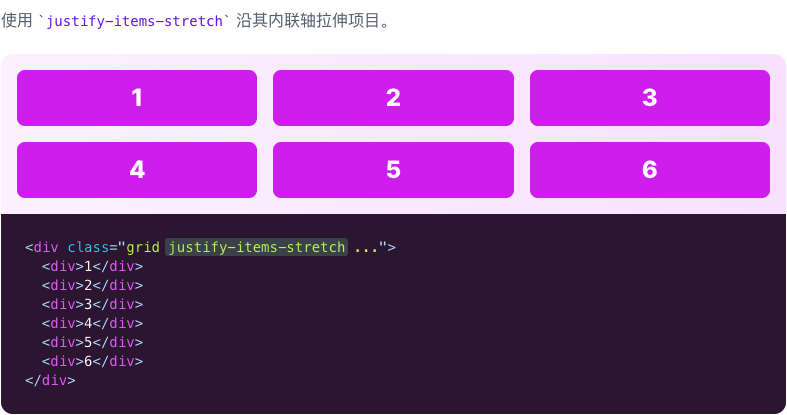 使用 `justify-items-stretch` 沿其内联轴拉伸项目。
1 2 3
4 5 6
<div class="grid justify-items-stretch ...">
  <div>1</div>
  <div>2</div>
  <div>3</div>
  <div>4</div>
  <div>5</div>
  <div>6</div>
</div>